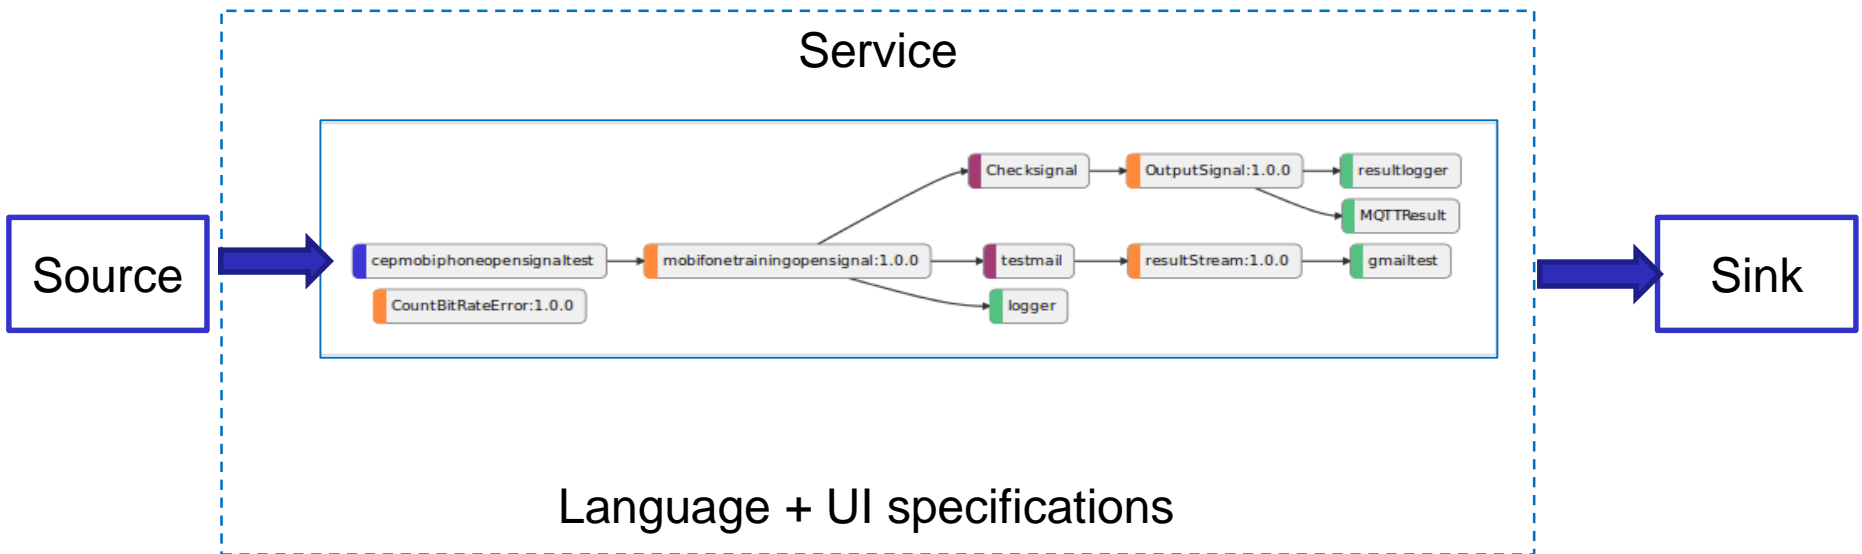 Service
Source
Checksignal
OutputSignal:1.0.0
resultlogger
MQTTResult
cepmobiphoneopensignaltest
mobifonetrainingopensignal:1.0.0
testmail
resultStream:1.0.0
gmailtest
CountBitRateError:1.0.0
logger
Sink
Language + UI specifications